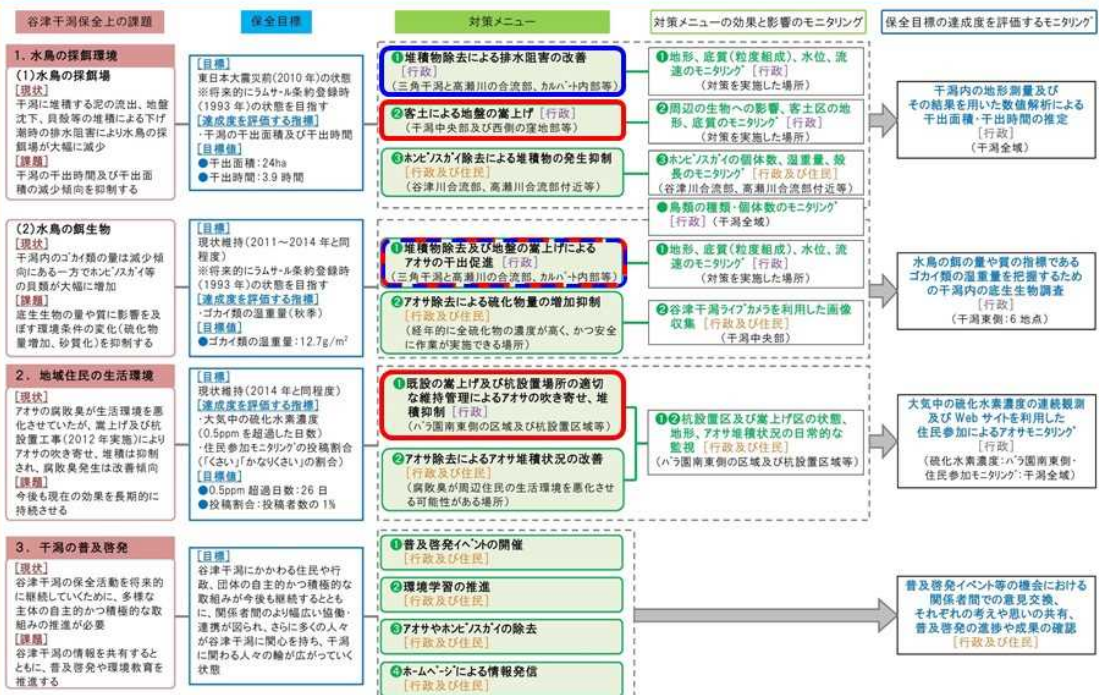 谷津干潟保全上の課題
保全目標
対策メニュー
対策メニューの効果と影響のモニタリング
保全目標の達成度を評価するモニタリング
1. 水鳥の採餌環境
(1)水鳥の採餌場
[現状]
干潟に堆積する泥の流出、地盤
沈下、貝殻等の堆積による下げ
潮時の排水阻害により水鳥の採
餌場が大幅に減少
[課題]
干潟の干出時間及び干出面
積の減少傾向を抑制する
[目標]
東日本大震災前(2010年)の状態
※将来的にラムサール条約登録時
(1993年)の状態を目指す
[達成度を評価する指標]
・干潟の干出面積及び干出時間
[目標値]
●干出面積:24ha
●干出時間:3.9時間
❶堆積物除去による排水阻害の改善
[行政]
(三角干潟と高瀬川の合流部、カルバート内部等)
❷客土による地盤の嵩上げ [行政]
(干潟中央部及び西側の窪地部等)
❸ホンビノスガイ除去による堆積物の発生抑制
[行政及び住民]
(谷津川合流部、高瀬川合流部付近等)
❶地形、底質(粒度組成)、水位、流
速のモニタリング [行政]
(対策を実施した場所)
❷周辺の生物への影響、客土区の地
形、底質のモニタリング [行政]
(対策を実施した場所)
❸ホンビノスガイの個体数、湿重量、殻
長のモニタリング [行政及び住民]
(谷津川合流部、高瀬川合流部付近等)
●鳥類の種類・個体数のモニタリング
[行政] (干潟全域)
干潟内の地形測量及び
その結果を用いた数値解析による
干出面積・干出時間の推定
[行政]
(干潟全域)
(2)水鳥の餌生物
[現状]
干潟内のゴカイ類の量は減少傾
向にある一方でホンビノスガイ等
の貝類が大幅に増加
[課題]
底生生物の量や質に影響を及
ぼす環境条件の変化(硫化物
量増加、砂質化)を抑制する
[目標]
現状維持(2011~2014年と同
程度)
※将来的にラムサール条約登録時
(1993年)の状態を目指す
[達成度を評価する指標]
・ゴカイ類の湿重量(秋季)
[目標値]
●ゴカイ類の湿重量:12.7g/m²
❶堆積物除去及び地盤の嵩上げによる
アオサの干出促進 [行政]
(三角干潟と高瀬川の合流部、カルバート内部等)
❷アオサ除去による硫化物量の増加抑制
[行政及び住民]
(経年的に全硫化物の濃度が高く、かつ安全
に作業が実施できる場所)
❶地形、底質(粒度組成)、水位、流
速のモニタリング [行政]
(対策を実施した場所)
❷谷津干潟ライブカメラを利用した画像
収集 [行政及び住民]
(干潟中央部)
水鳥の餌の量や質の指標である
ゴカイ類の湿重量を把握するため
の干潟内の底生生物調査
[行政]
(干潟東側:6地点)
2. 地域住民の生活環境
[現状]
アオサの腐敗臭が生活環境を悪
化させていたが、嵩上げ及び杭
設置工事(2012年実施)により
アオサの吹き寄せ、堆積は抑制
され、腐敗臭発生は改善傾向
[課題]
今後も現在の効果を長期的に
持続させる
[目標]
現状維持(2014年と同程度)
[達成度を評価する指標]
・大気中の硫化水素濃度
(0.5ppmを超過した日数)
・住民参加モニタリングの投稿割合
(「くさい」「かなりくさい」の割合)
[目標値]
●0.5ppm超過日数:26日
●投稿割合:投稿者数の1%
❶既設の嵩上げ及び杭設置場所の適切
な維持管理によるアオサの吹き寄せ、堆
積抑制 [行政]
(バラ園南東側の区域及び杭設置区域等)
❷アオサ除去によるアオサ堆積状況の改善
[行政及び住民]
(腐敗臭が周辺住民の生活環境を悪化させ
る可能性がある場所)
❶❷杭設置区及び嵩上げ区の状態、
地形、アオサ堆積状況の日常的な
監視 [行政及び住民]
(バラ園南東側の区域及び杭設置区域等)
大気中の硫化水素濃度の連続観測
及びWebサイトを利用した
住民参加によるアオサモニタリング
[行政]
(硫化水素濃度:バラ園南東側・
住民参加モニタリング:干潟全域)
3. 干潟の普及啓発
[現状]
谷津干潟の保全活動を将来的
に継続していくために、多様な
主体の自主的かつ積極的な取
組みの推進が必要
[課題]
谷津干潟の情報を共有するとと
もに、普及啓発や環境教育を
推進する
[目標]
谷津干潟にかかわる住民や行
政、団体の自主的かつ積極的な
取組みが今後も継続するととも
に、関係者間のより幅広い協働・
連携が図られ、さらに多くの人々
が谷津干潟に関心を持ち、干潟
に関わる人々の輪が広がっていく
状態
❶普及啓発イベントの開催
[行政及び住民]
❷環境学習の推進
[行政及び住民]
❸アオサやホンビノスガイの除去
[行政及び住民]
❹ホームページによる情報発信
[行政及び住民]
普及啓発イベント等の機会における
関係者間での意見交換、
それぞれの考えや思いの共有、
普及啓発の進捗や成果の確認
[行政及び住民]